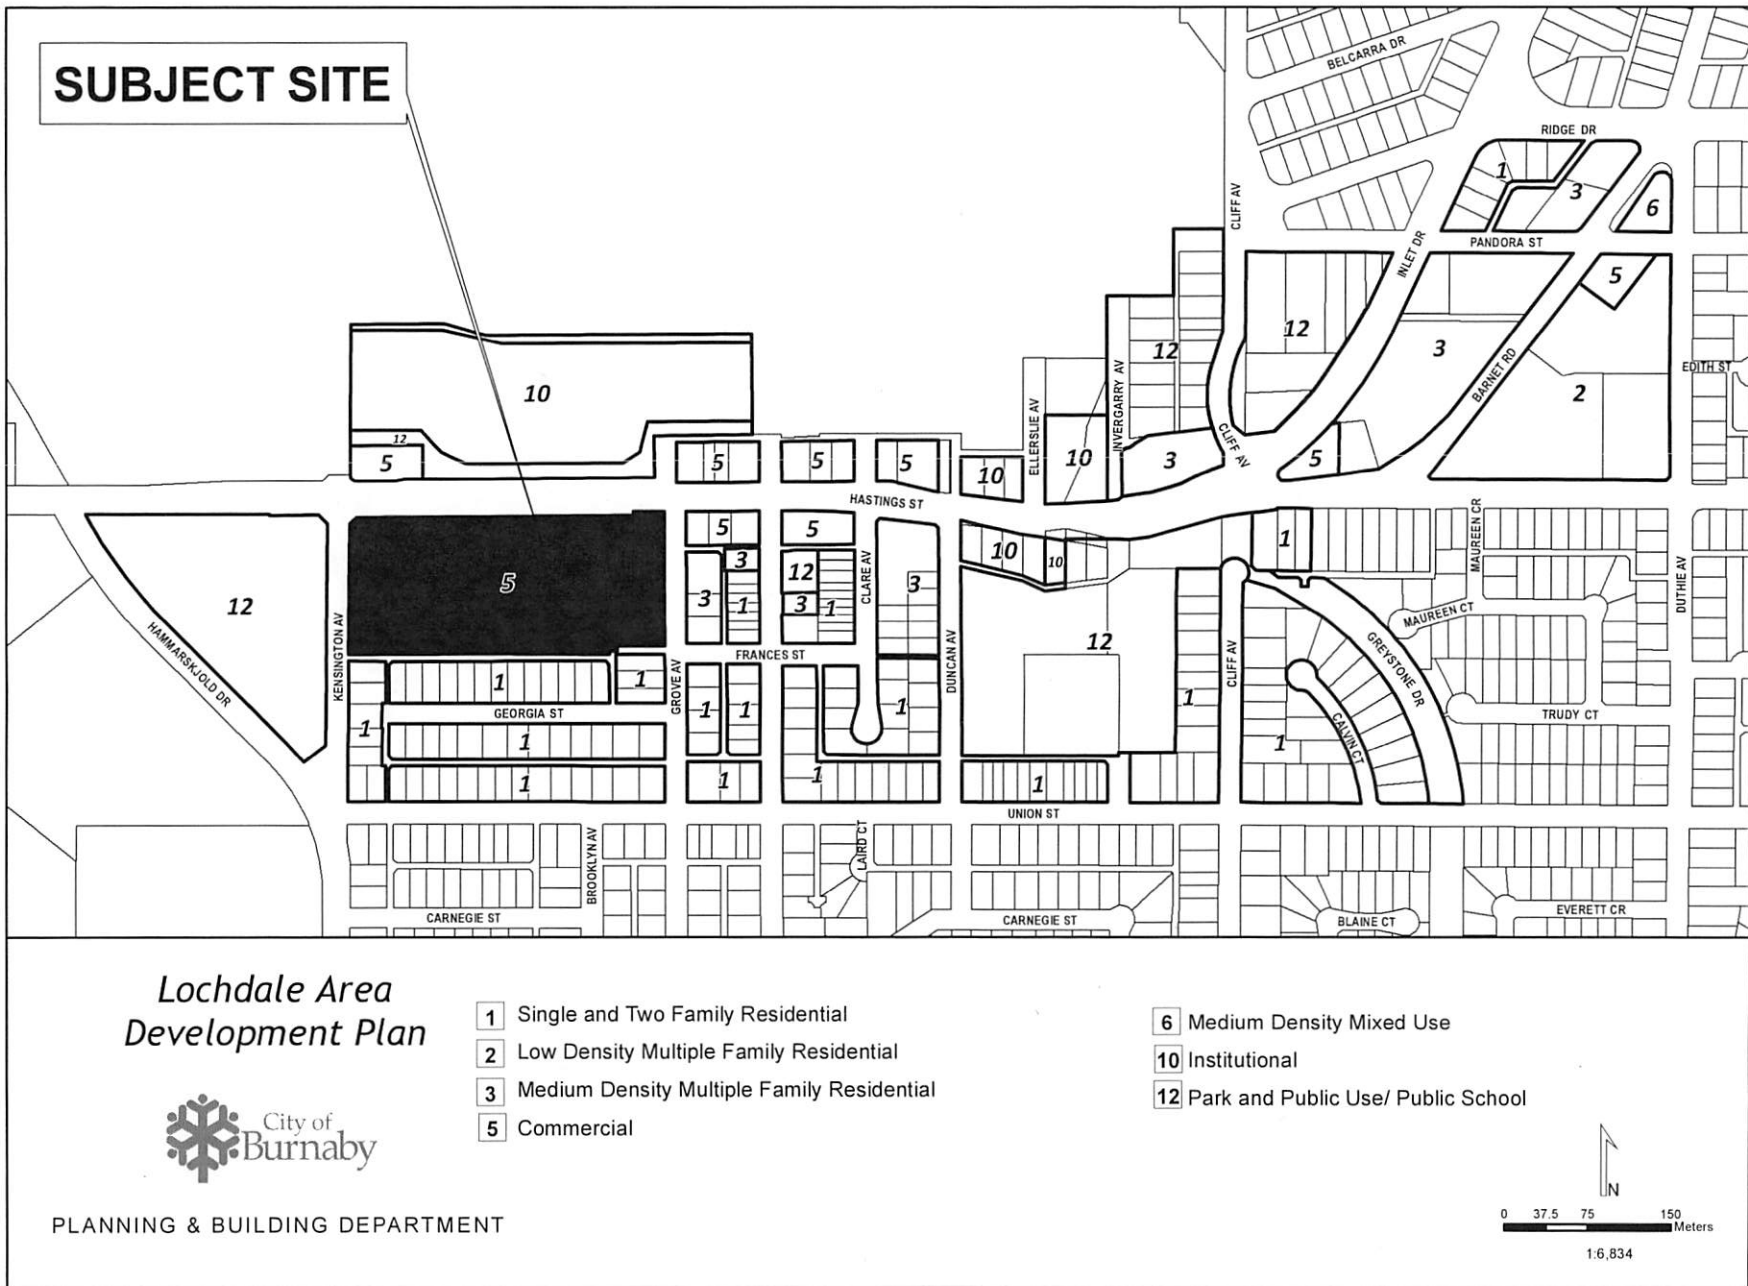 SUBJECT SITE
BELCARRA DR
RIDGE DR
1
3
6
CLIFF AV
PANDORA ST
INLET DR
5
12
12
3
BARNET RD
EDITH ST
2
10
12
5
5
5
5
10
ELLERSLIE AV
10
INVERGARRY AV
3
CLIFF AV
5
HASTINGS ST
5
12
HAMMARSKJOLD DR
KENSINGTON AV
5
5
3
3
1
12
3
1
CLARE AV
3
10
10
12
1
MAUREEN CR
MAUREEN CT
DUTHIE AV
FRANCES ST
DUNCAN AV
CLIFF AV
GREYSTONE DR
1
1
GROVE AV
1
GEORGIA ST
1
1
1
1
1
1
1
1
1
CALVIN CT
TRUDY CT
1
1
UNION ST
BROOKLYN AV
LAIRD CT
CARNEGIE ST
CARNEGIE ST
BLAINE CT
EVERETT CR
Lochdale Area
Development Plan
City of
Burnaby
PLANNING & BUILDING DEPARTMENT
1 Single and Two Family Residential
2 Low Density Multiple Family Residential
3 Medium Density Multiple Family Residential
5 Commercial
6 Medium Density Mixed Use
10 Institutional
12 Park and Public Use/ Public School
N
0 37.5 75 150
Meters
1:6,834